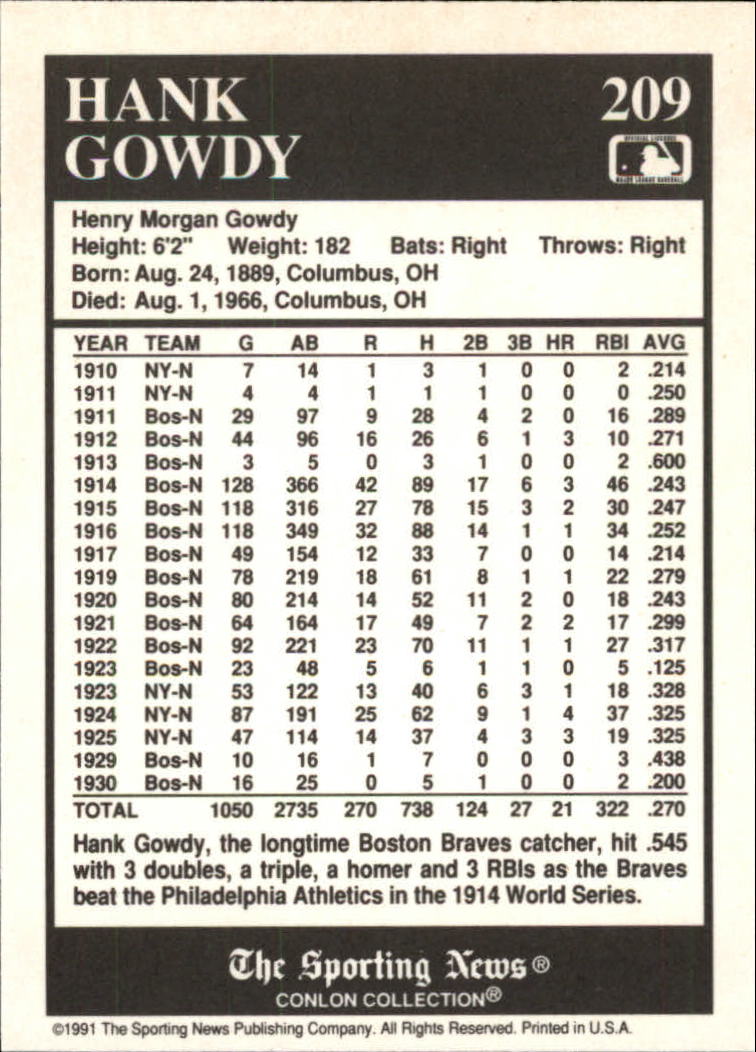 HANK
GOWDY
209
OFFICIAL LICENSEE
MAJOR LEAGUE BASEBALL
Henry Morgan Gowdy
Height: 6'2" Weight: 182 Bats: Right Throws: Right
Born: Aug. 24, 1889, Columbus, OH
Died: Aug. 1, 1966, Columbus, OH
YEAR TEAM G AB R H 2B 3B HR RBI AVG
1910 NY-N 7 14 1 3 1 0 0 2 .214
1911 NY-N 4 4 1 1 1 0 0 0 .250
1911 Bos-N 29 97 9 28 4 2 0 16 .289
1912 Bos-N 44 96 16 26 6 1 3 10 .271
1913 Bos-N 3 5 0 3 1 0 0 2 .600
1914 Bos-N 128 366 42 89 17 6 3 46 .243
1915 Bos-N 118 316 27 78 15 3 2 30 .247
1916 Bos-N 118 349 32 88 14 1 1 34 .252
1917 Bos-N 49 154 12 33 7 0 0 14 .214
1919 Bos-N 78 219 18 61 8 1 1 22 .279
1920 Bos-N 80 214 14 52 11 2 0 18 .243
1921 Bos-N 64 164 17 49 7 2 2 17 .299
1922 Bos-N 92 221 23 70 11 1 1 27 .317
1923 Bos-N 23 48 5 6 1 1 0 5 .125
1923 NY-N 53 122 13 40 6 3 1 18 .328
1924 NY-N 87 191 25 62 9 1 4 37 .325
1925 NY-N 47 114 14 37 4 3 3 19 .325
1929 Bos-N 10 16 1 7 0 0 0 3 .438
1930 Bos-N 16 25 0 5 1 0 0 2 .200
TOTAL 1050 2735 270 738 124 27 21 322 .270
Hank Gowdy, the longtime Boston Braves catcher, hit .545
with 3 doubles, a triple, a homer and 3 RBIs as the Braves
beat the Philadelphia Athletics in the 1914 World Series.
The Sporting News®
CONLON COLLECTION®
©1991 The Sporting News Publishing Company. All Rights Reserved. Printed in U.S.A.